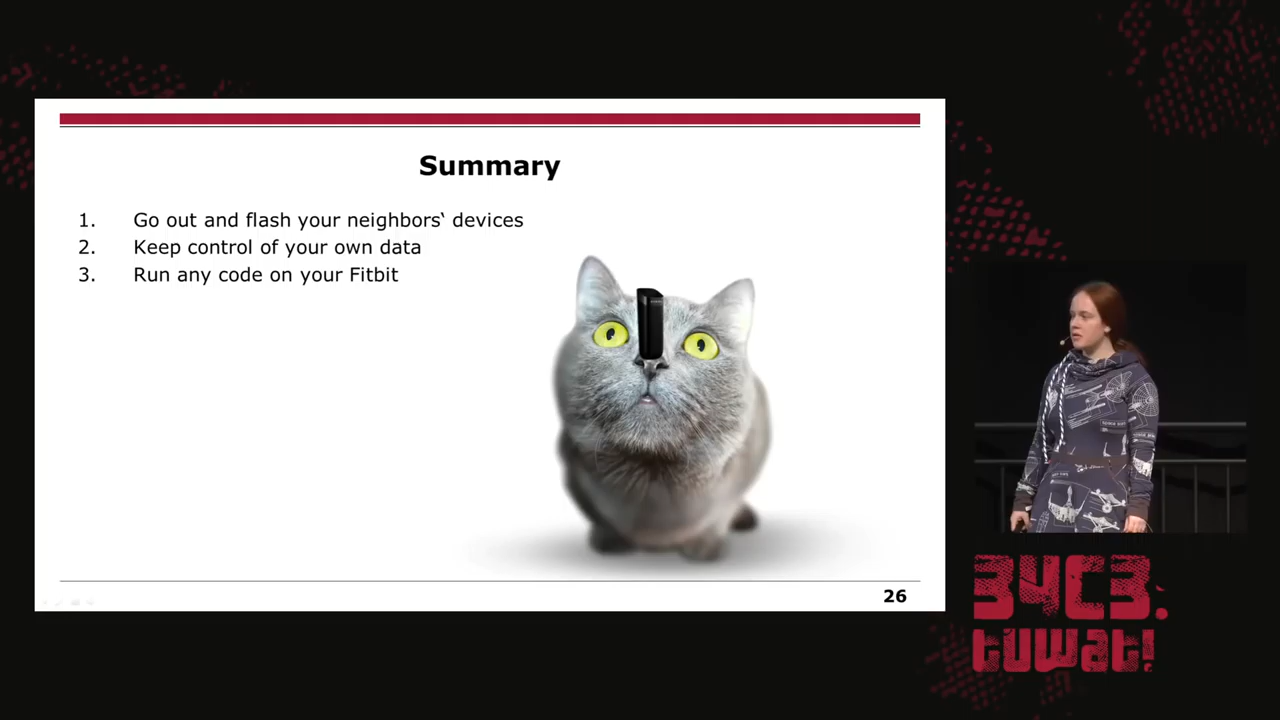 Summary
1. Go out and flash your neighbors‘ devices
2. Keep control of your own data
3. Run any code on your Fitbit
26
34C3.
tuwat!